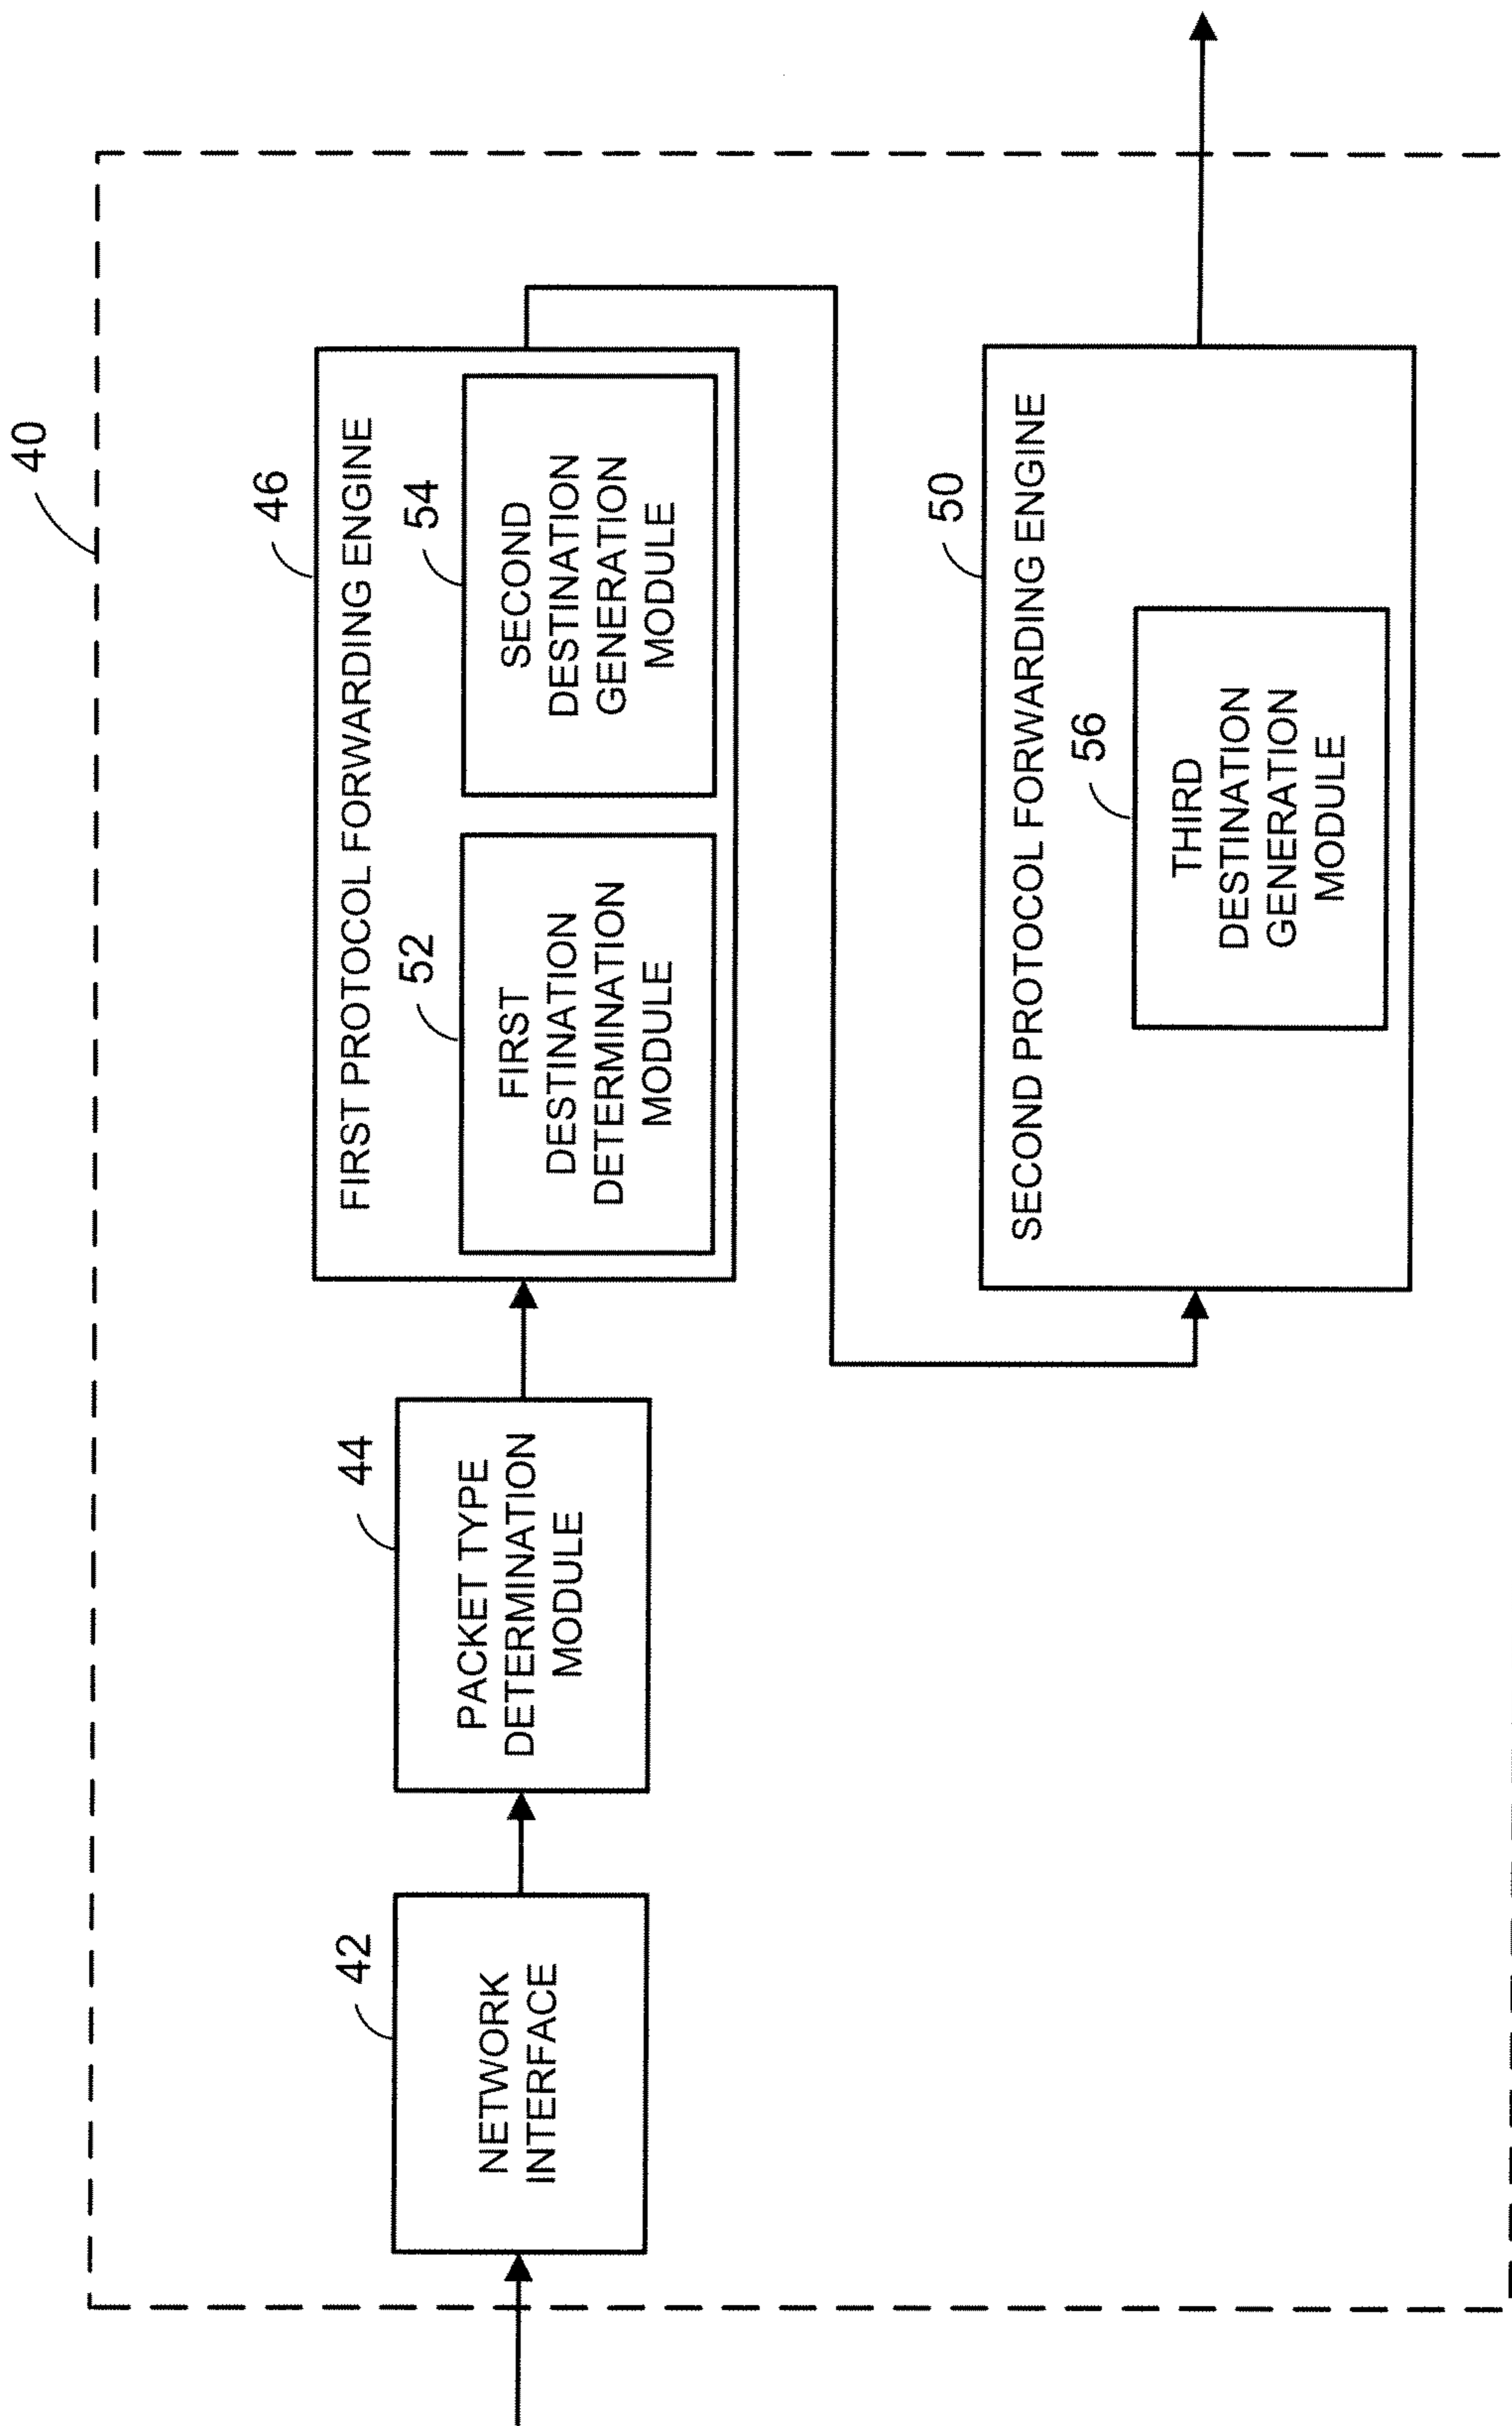 40
42
NETWORK
INTERFACE
44
PACKET TYPE
DETERMINATION
MODULE
46
FIRST PROTOCOL FORWARDING ENGINE
52
FIRST
DESTINATION
DETERMINATION
MODULE
54
SECOND
DESTINATION
GENERATION
MODULE
50
SECOND PROTOCOL FORWARDING ENGINE
56
THIRD
DESTINATION
GENERATION
MODULE